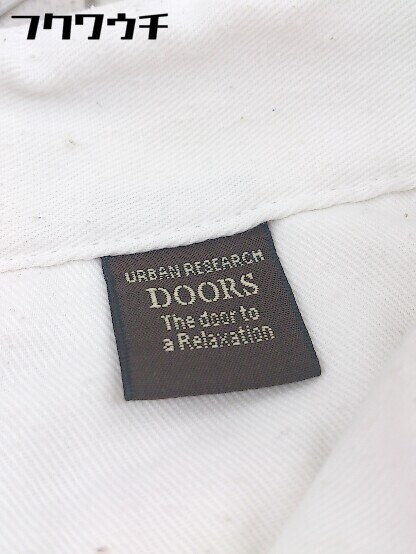 フクワウチ
URBAN RESEARCH
DOORS
The door to
a Relaxation